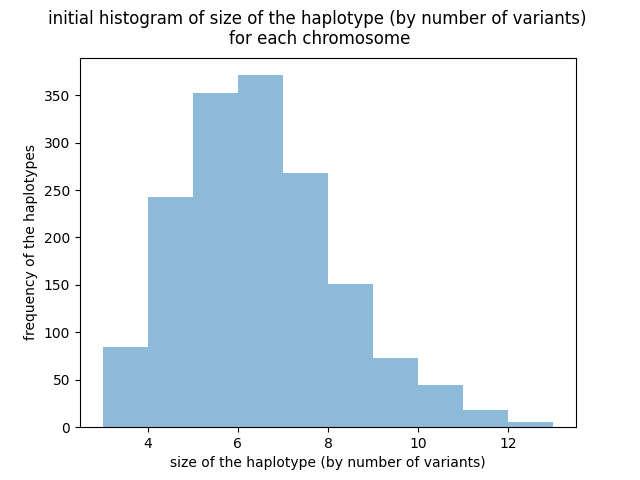 initial histogram of size of the haplotype (by number of variants)
for each chromosome
350
300
250
200
150
100
50
0
frequency of the haplotypes
4 6 8 10 12
size of the haplotype (by number of variants)